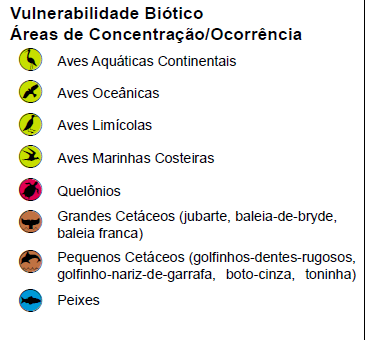 Vulnerabilidade Biótico
Áreas de Concentração/Ocorrência
Aves Aquáticas Continentais
Aves Oceânicas
Aves Limícolas
Aves Marinhas Costeiras
Quelônios
Grandes Cetáceos (jubarte, baleia-de-bryde,
baleia franca)
Pequenos Cetáceos (golfinhos-dentes-rugosos,
golfinho-nariz-de-garrafa, boto-cinza, toninha)
Peixes